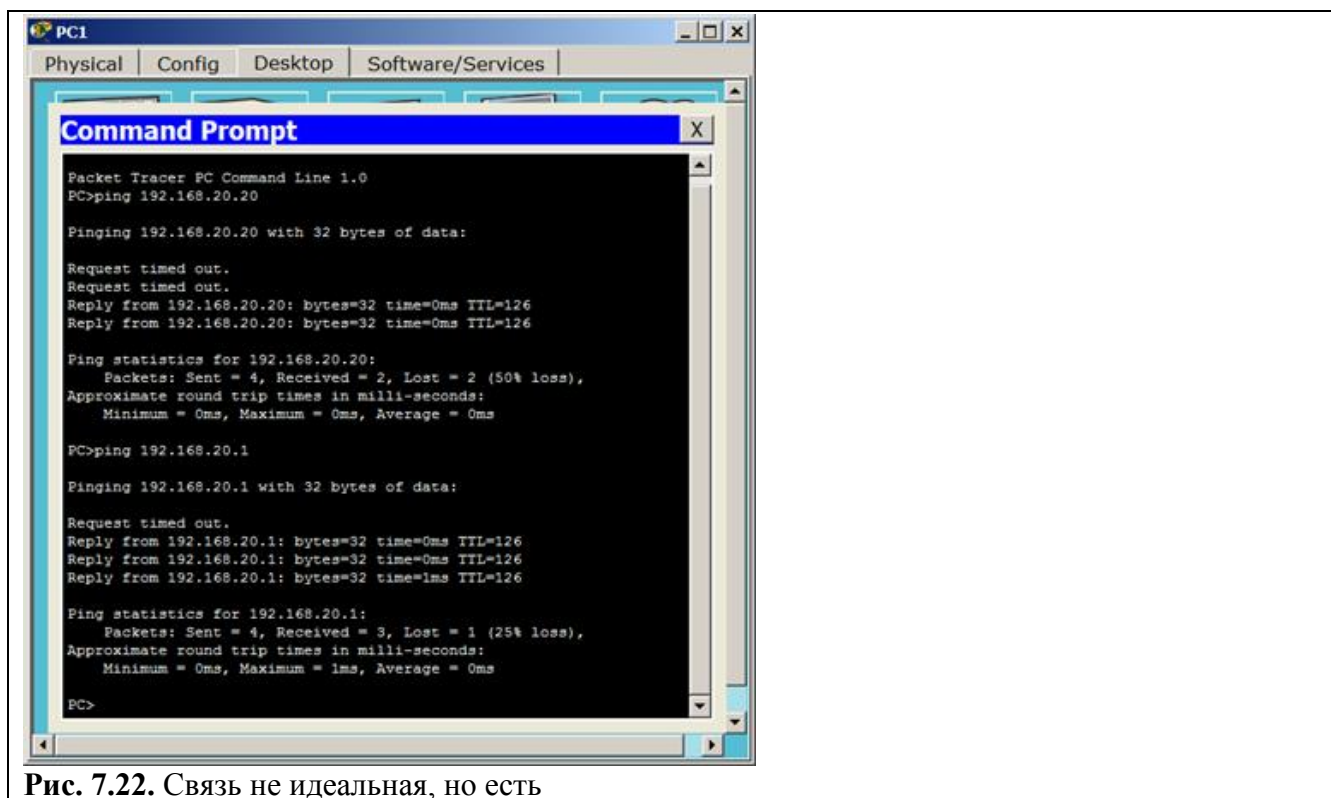 PC1
Physical Config Desktop Software/Services
Command Prompt X
Packet Tracer PC Command Line 1.0
PC>ping 192.168.20.20
Pinging 192.168.20.20 with 32 bytes of data:
Request timed out.
Request timed out.
Reply from 192.168.20.20: bytes=32 time=0ms TTL=126
Reply from 192.168.20.20: bytes=32 time=0ms TTL=126
Ping statistics for 192.168.20.20:
Packets: Sent = 4, Received = 2, Lost = 2 (50% loss),
Approximate round trip times in milli-seconds:
Minimum = 0ms, Maximum = 0ms, Average = 0ms
PC>ping 192.168.20.1
Pinging 192.168.20.1 with 32 bytes of data:
Request timed out.
Reply from 192.168.20.1: bytes=32 time=0ms TTL=126
Reply from 192.168.20.1: bytes=32 time=0ms TTL=126
Reply from 192.168.20.1: bytes=32 time=1ms TTL=126
Ping statistics for 192.168.20.1:
Packets: Sent = 4, Received = 3, Lost = 1 (25% loss),
Approximate round trip times in milli-seconds:
Minimum = 0ms, Maximum = 1ms, Average = 0ms
PC>
Рис. 7.22. Связь не идеальная, но есть